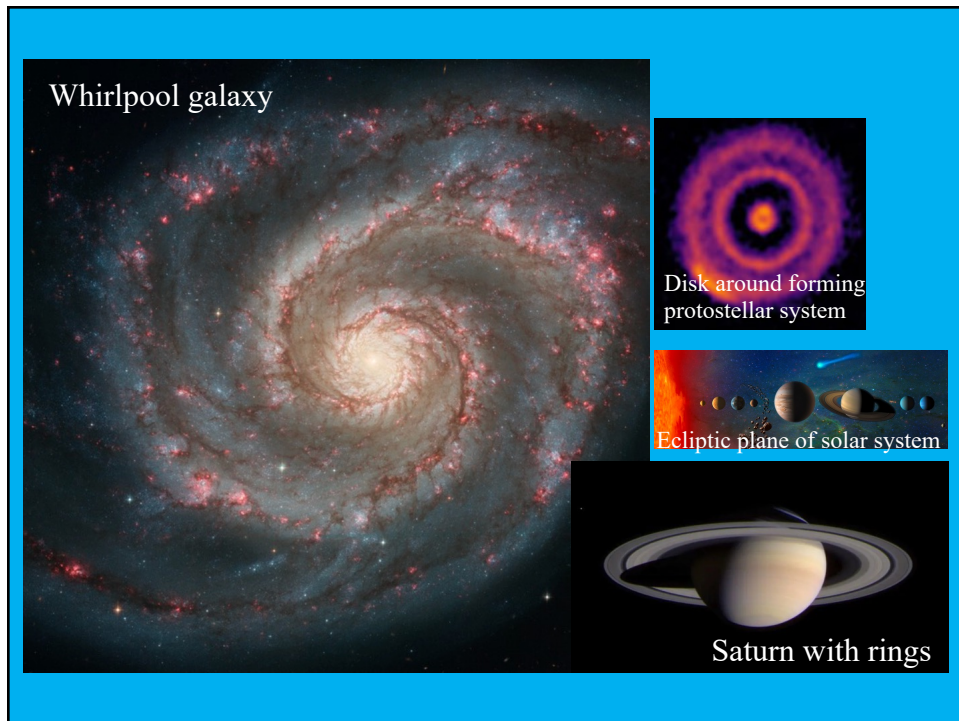 Whirlpool galaxy
Disk around forming
protostellar system
Ecliptic plane of solar system
Saturn with rings